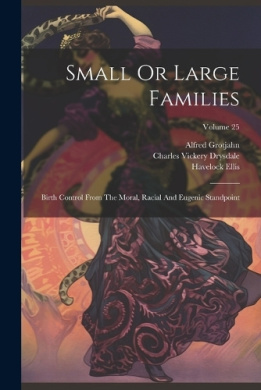 Small Or Large
Families
Volume 25
Alfred Grotjahn
Charles Vickery Drysdale
Havelock Ellis
Birth Control From The Moral, Racial And Eugenic Standpoint